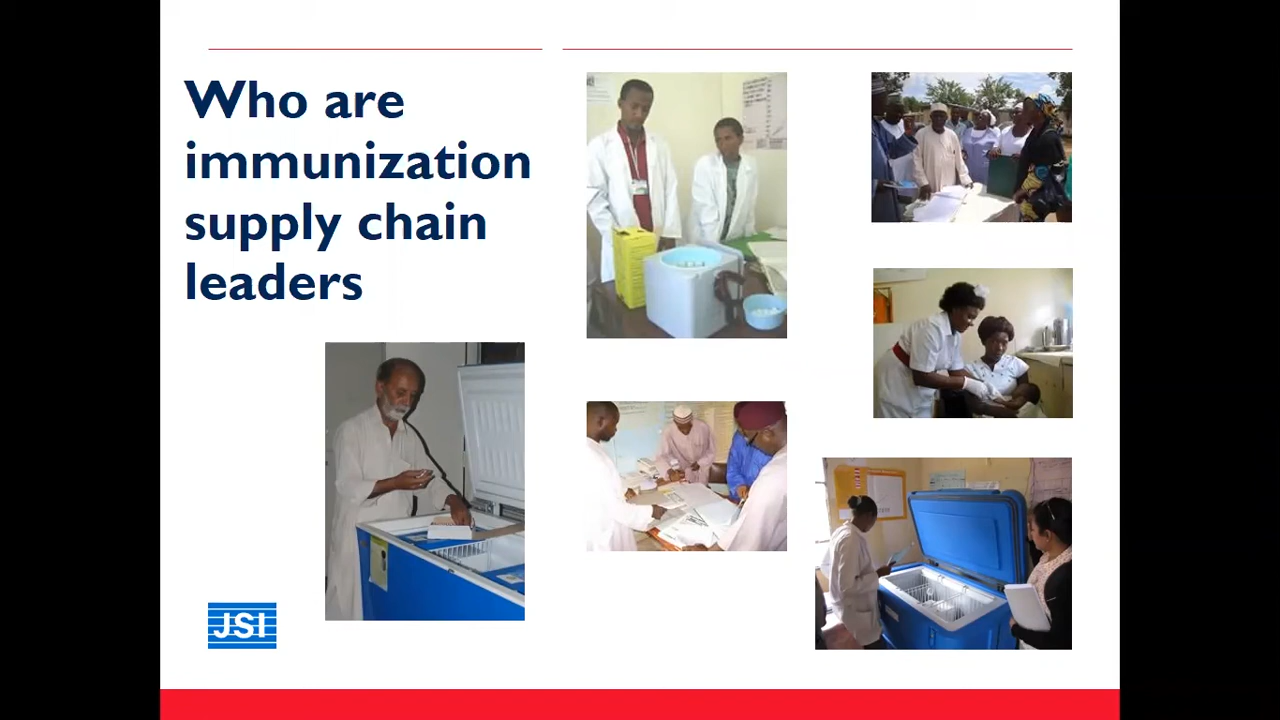 Who are
immunization
supply chain
leaders
JSI